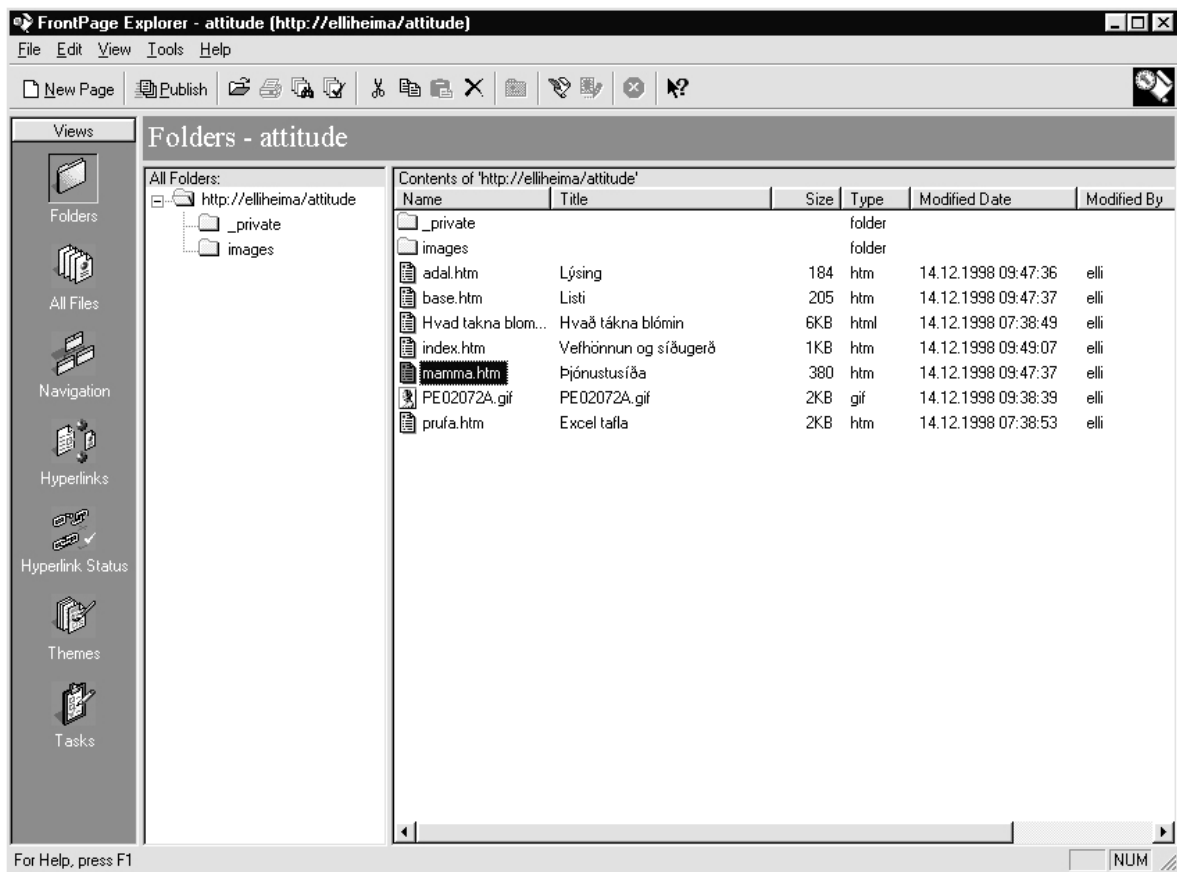 FrontPage Explorer - attitude (http://elliheima/attitude)
File Edit View Tools Help
New Page Publish
Views
Folders - attitude
Folders
All Files
Navigation
Hyperlinks
Hyperlink Status
Themes
Tasks
All Folders:
http://elliheima/attitude
_private
images
Contents of 'http://elliheima/attitude'
Name Title Size Type Modified Date Modified By
_private folder
images folder
adal.htm Lýsing 184 htm 14.12.1998 09:47:36 elli
base.htm Listi 205 htm 14.12.1998 09:47:37 elli
Hvad takna blom... Hvað tákna blómin 6KB html 14.12.1998 07:38:49 elli
index.htm Vefhönnun og síðugerð 1KB htm 14.12.1998 09:49:07 elli
mamma.htm Þjónustusíða 380 htm 14.12.1998 09:47:37 elli
PE02072A.gif PE02072A.gif 2KB gif 14.12.1998 09:38:39 elli
prufa.htm Excel tafla 2KB htm 14.12.1998 07:38:53 elli
For Help, press F1
NUM